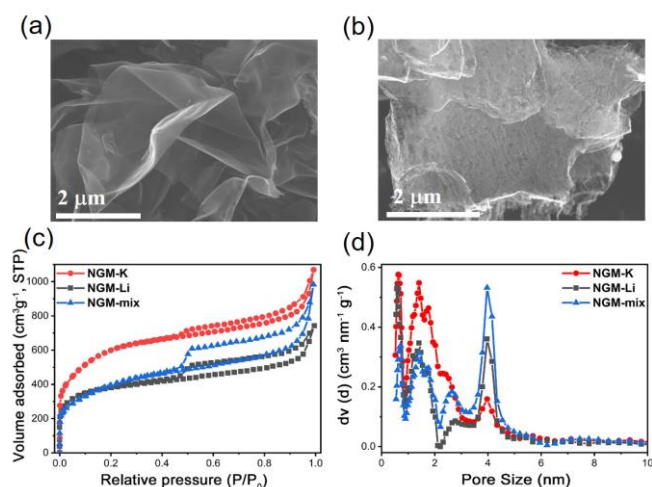 (a)
2 μm
(b)
2 μm
(c)
Volume adsorbed (cm³g⁻¹, STP)
1000
800
600
400
200
0
NGM-K
NGM-Li
NGM-mix
0.0 0.2 0.4 0.6 0.8 1.0
Relative pressure (P/P₀)
(d)
dv (d) (cm³ nm⁻¹ g⁻¹)
0.6
0.4
0.2
0.0
NGM-K
NGM-Li
NGM-mix
0 2 4 6 8 10
Pore Size (nm)